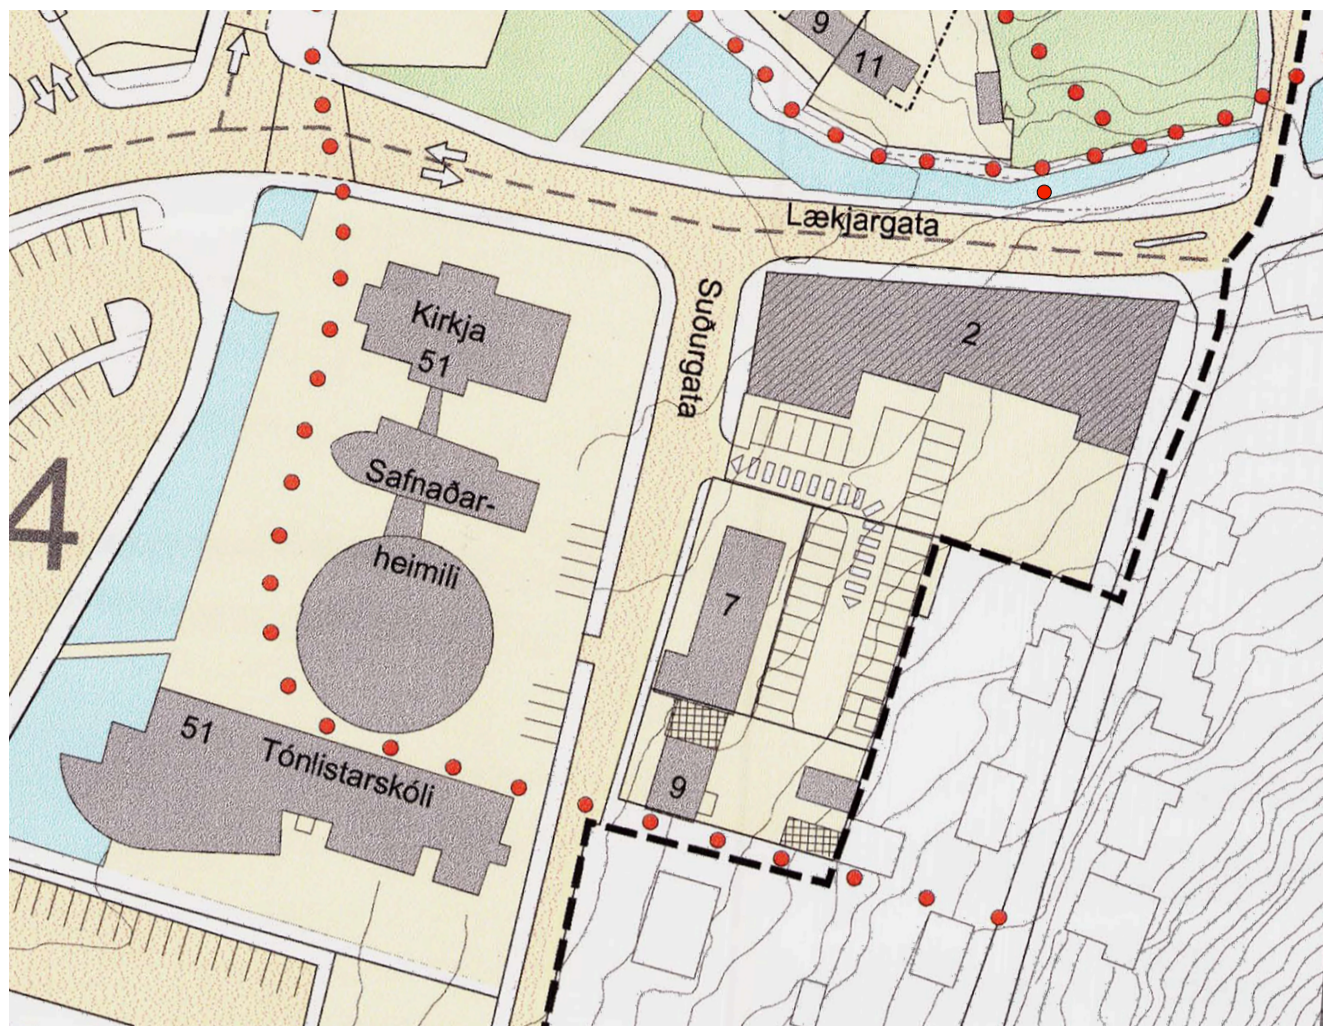 9
11
Lækjargata
Suðurgata
Kirkja
51
2
Safnaðar-
heimili
4
7
51
Tónlistarskóli
9